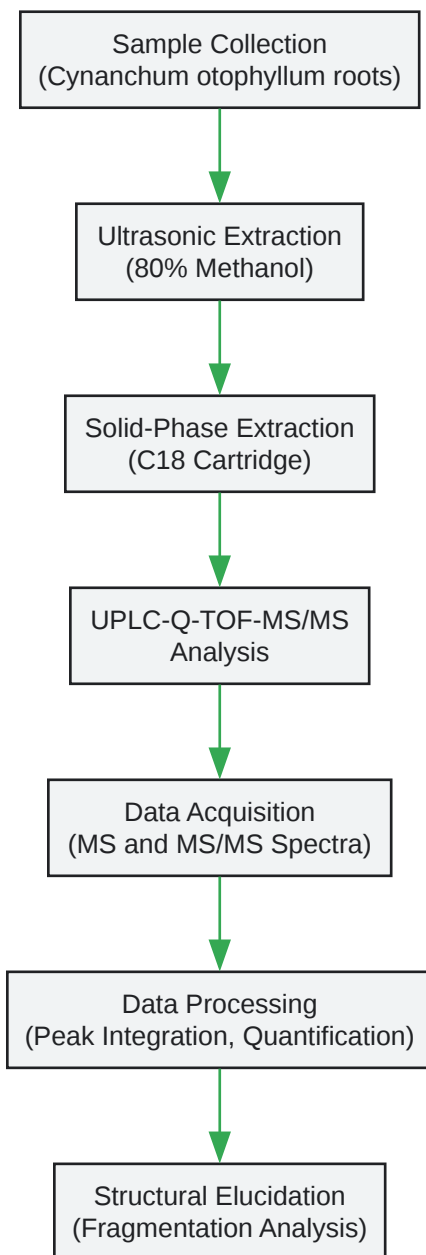 Sample Collection
(Cynanchum otophyllum roots)
Ultrasonic Extraction
(80% Methanol)
Solid-Phase Extraction
(C18 Cartridge)
UPLC-Q-TOF-MS/MS
Analysis
Data Acquisition
(MS and MS/MS Spectra)
Data Processing
(Peak Integration, Quantification)
Structural Elucidation
(Fragmentation Analysis)